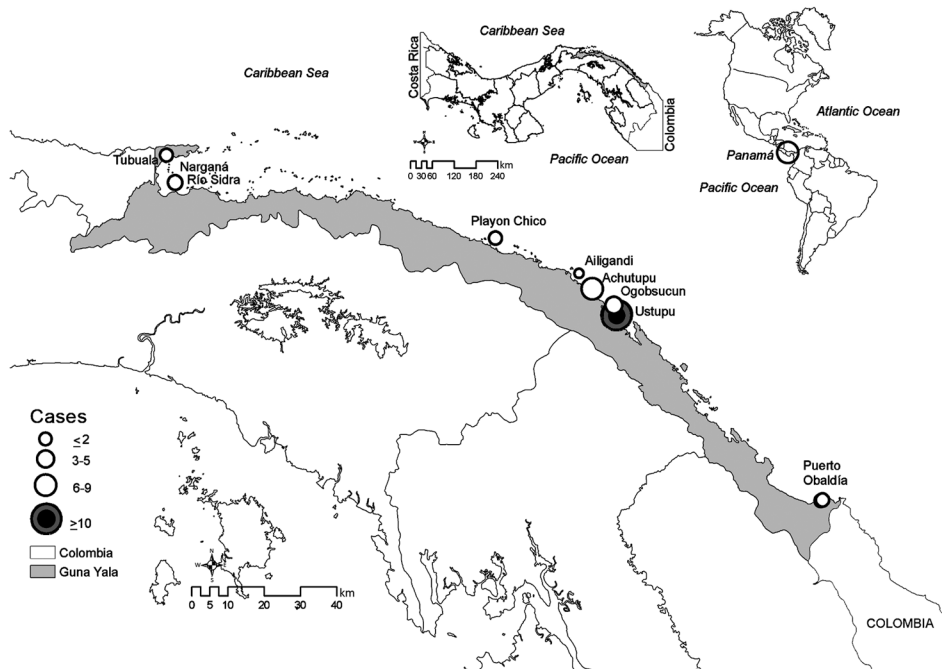 Caribbean Sea
Caribbean Sea
Costa Rica
Colombia
Pacific Ocean
N
0 30 60 120 180 240
km
Atlantic Ocean
Panamá
Pacific Ocean
Tubuala
Narganá
Río Sidra
Playon Chico
Ailigandi
Achutupu
Ogobsucun
Ustupu
Puerto
Obaldía
COLOMBIA
Cases
≤2
3-5
6-9
≥10
Colombia
Guna Yala
N
W E
S
km
0 5 10 20 30 40